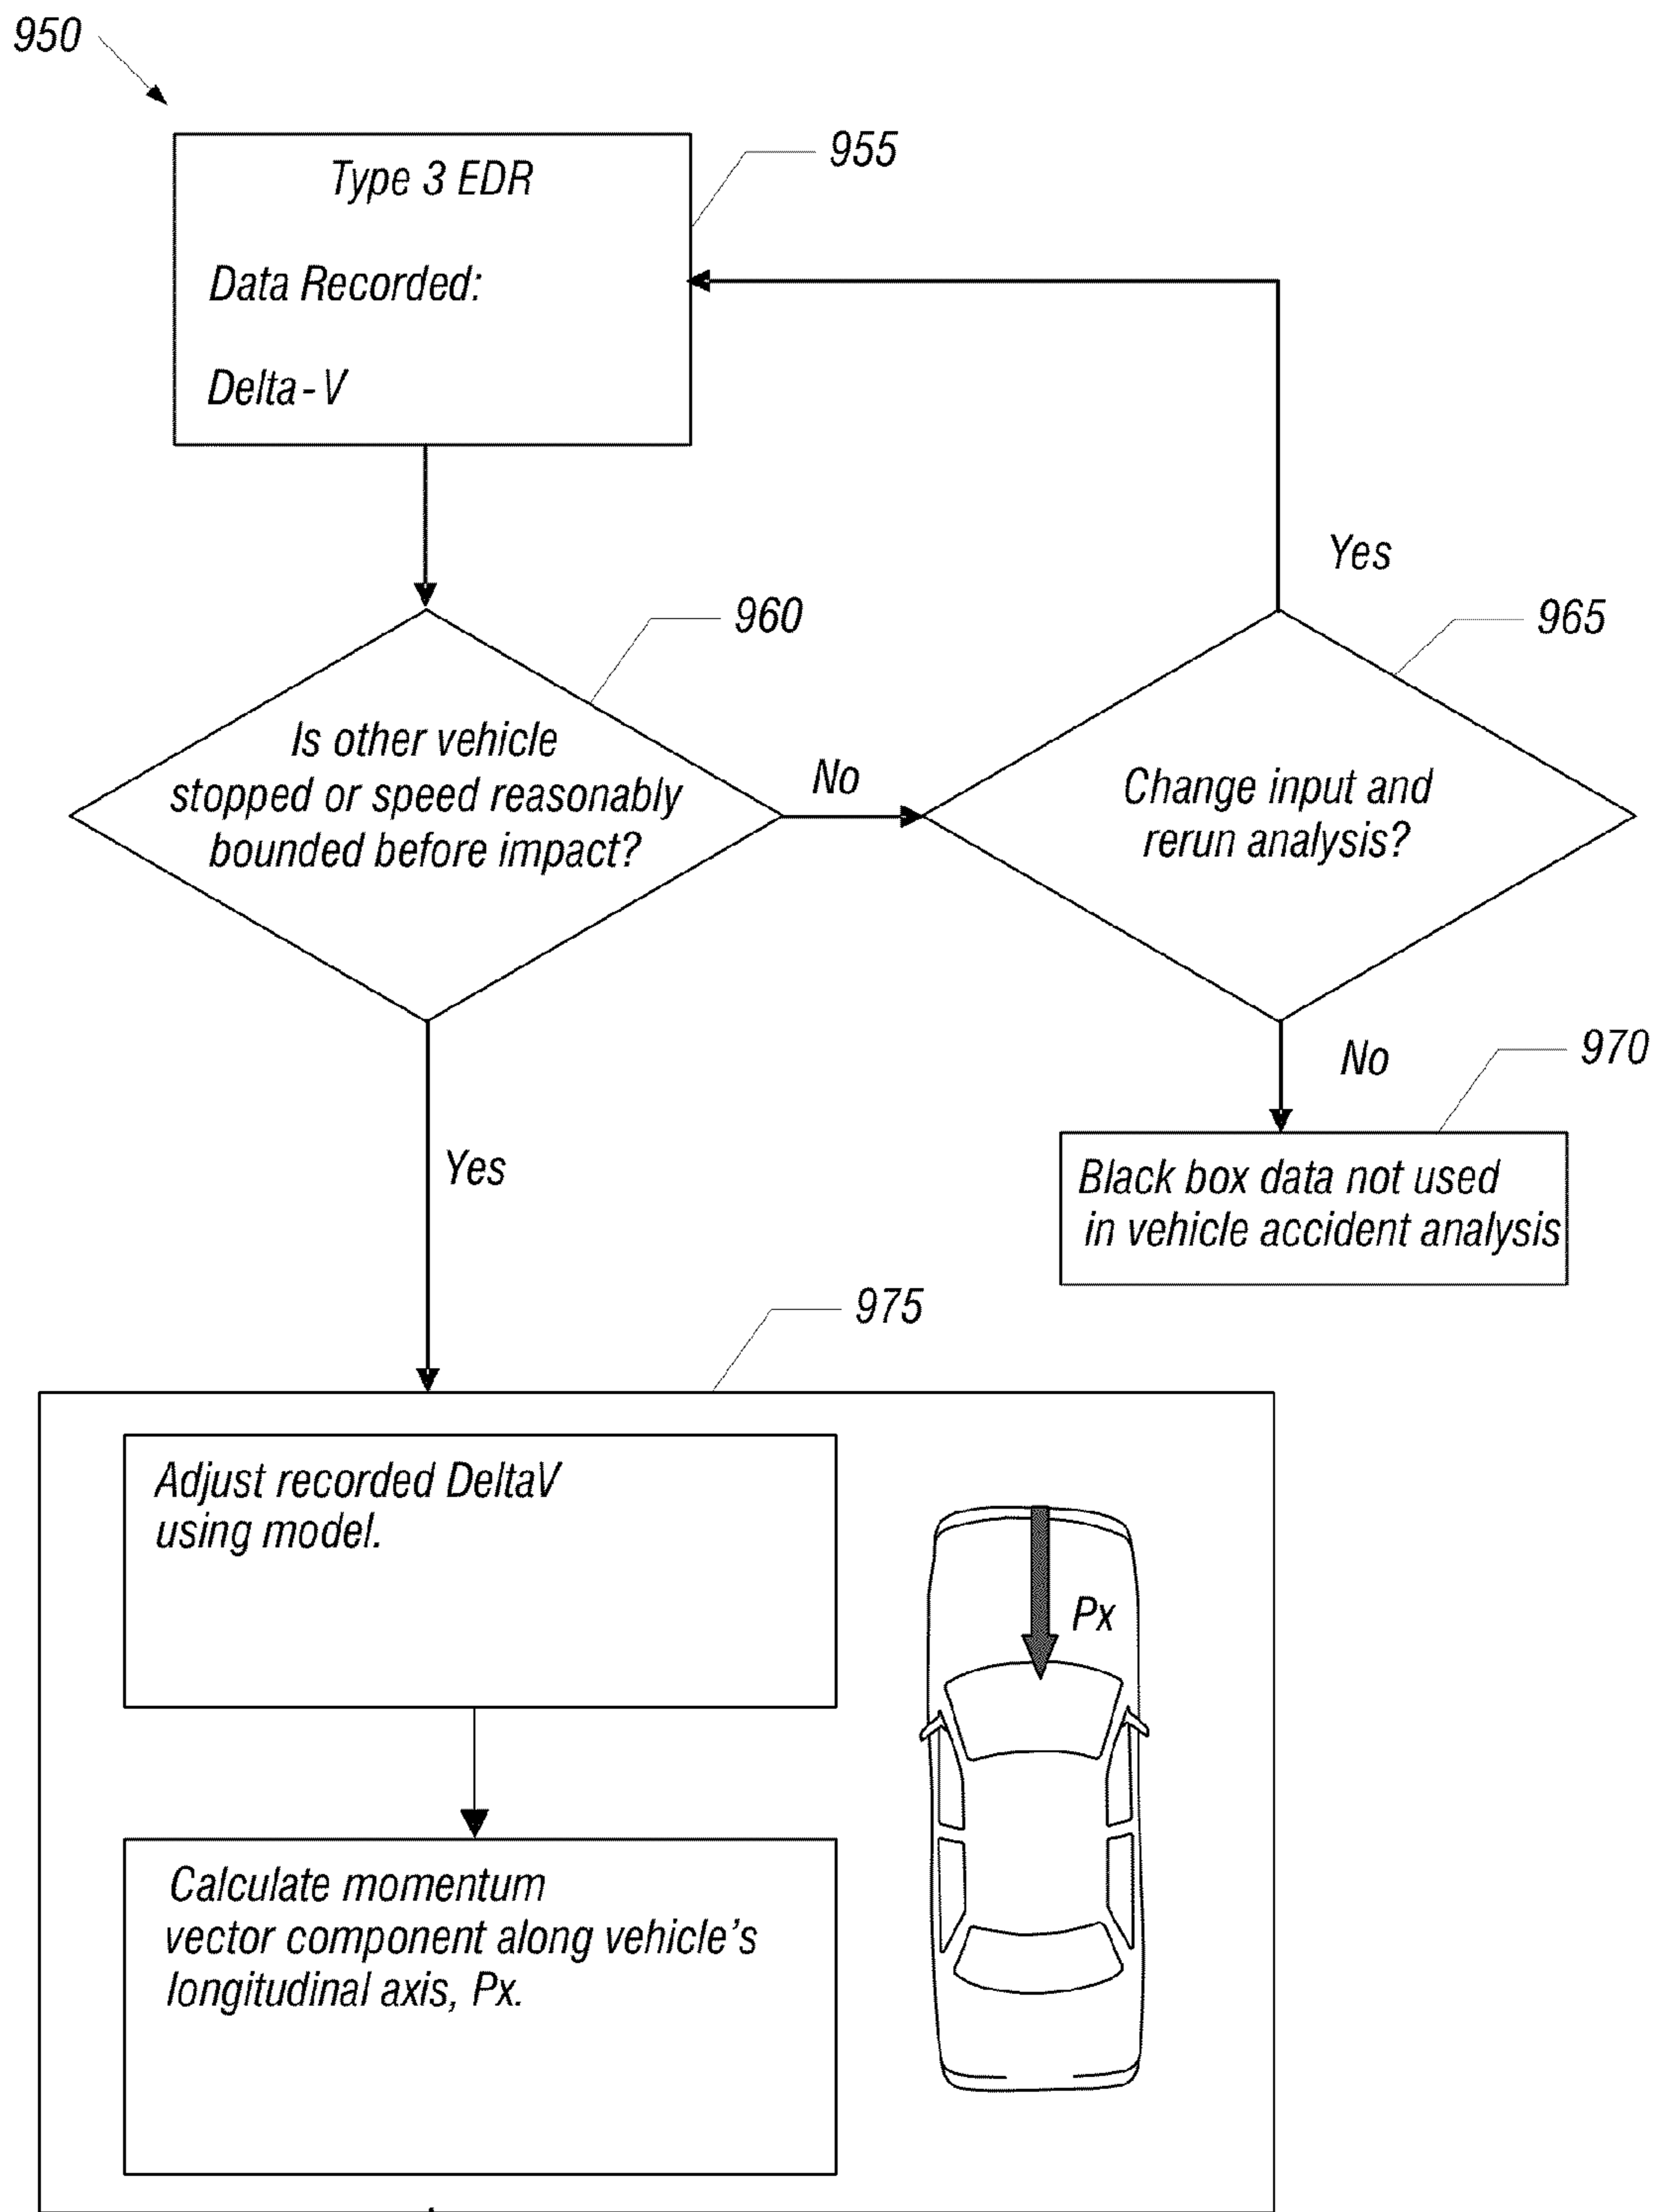 950
955
Type 3 EDR
Data Recorded:
Delta-V
Yes
960
965
Is other vehicle
stopped or speed reasonably
bounded before impact?
No
Change input and
rerun analysis?
No
970
Yes
Black box data not used
in vehicle accident analysis
975
Adjust recorded DeltaV
using model.
Px
Calculate momentum
vector component along vehicle's
longitudinal axis, Px.